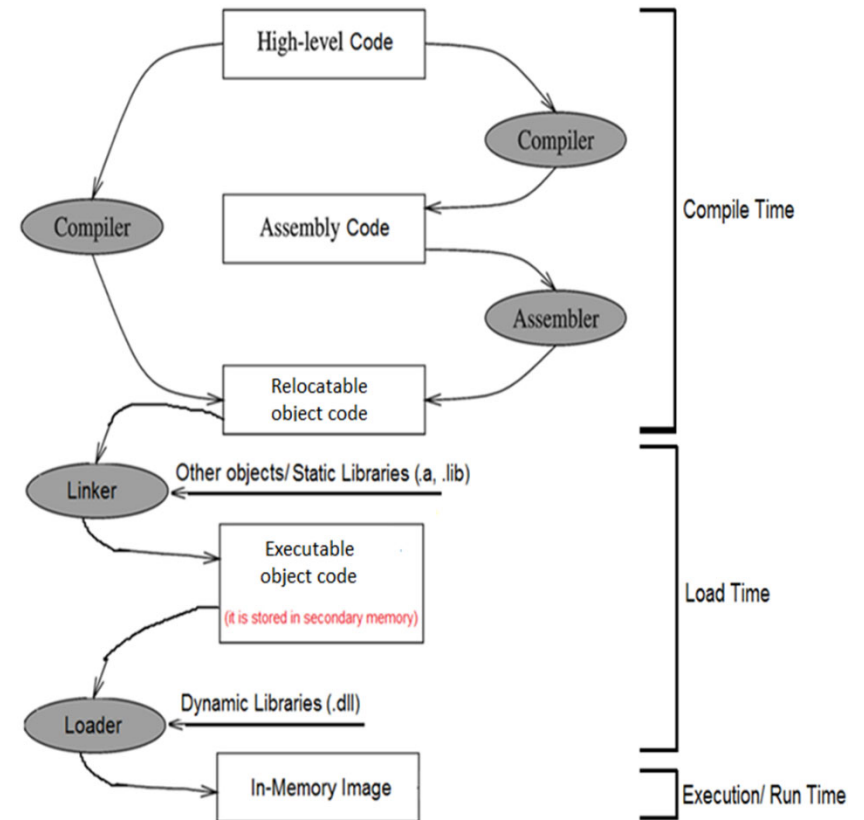 High-level Code
Compiler
Compile Time
Compiler
Assembly Code
Assembler
Relocatable
object code
Other objects/ Static Libraries (.a, .lib)
Linker
Executable
object code
(it is stored in secondary memory)
Load Time
Dynamic Libraries (.dll)
Loader
In-Memory Image
Execution/ Run Time